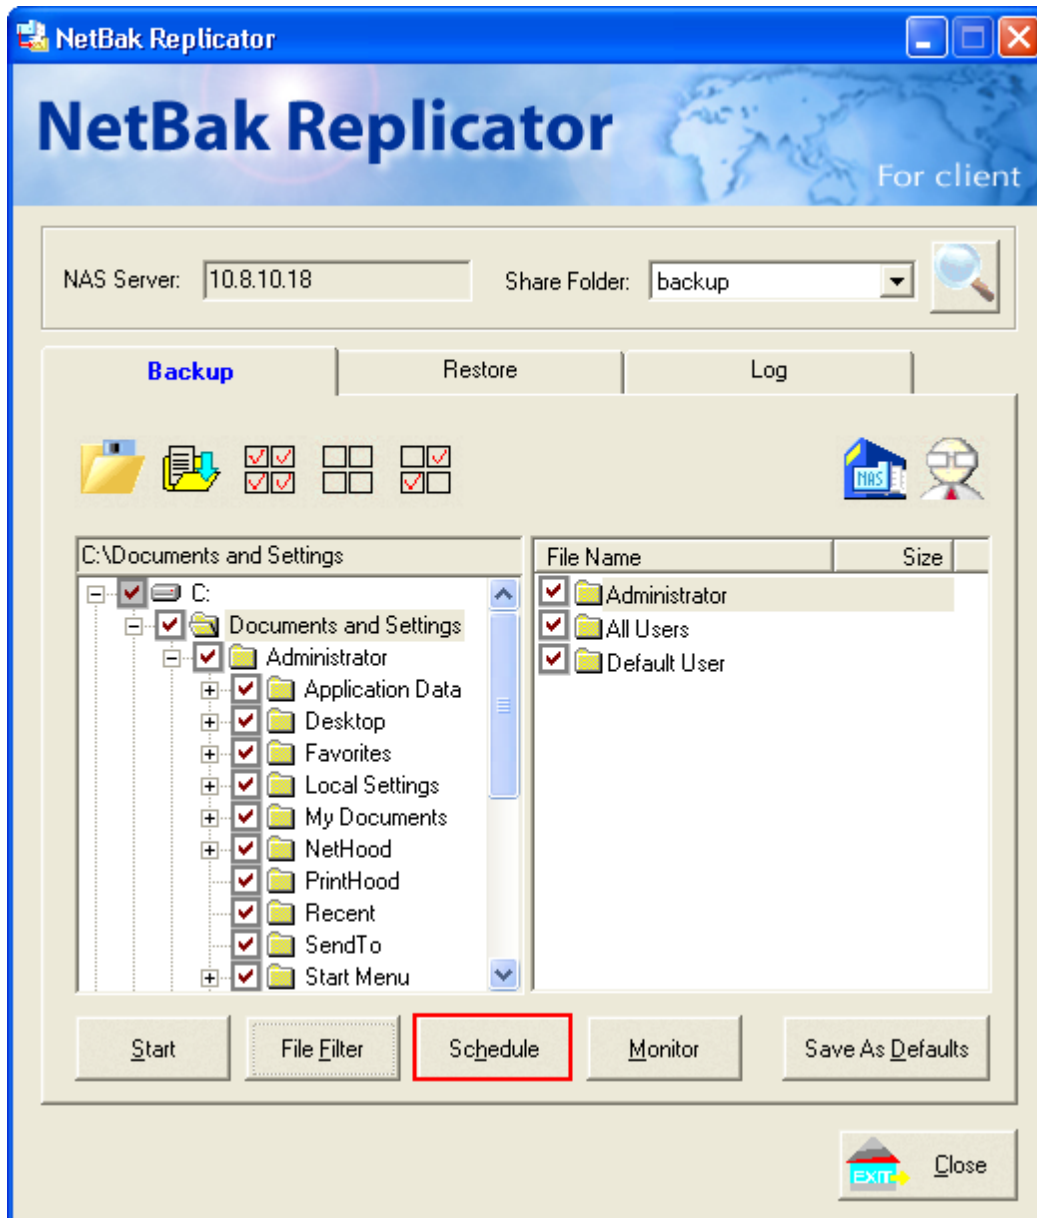 NetBak Replicator
NetBak Replicator
For client
NAS Server: 10.8.10.18 Share Folder: backup
Backup Restore Log
NAS
C:\Documents and Settings
C:
Documents and Settings
Administrator
Application Data
Desktop
Favorites
Local Settings
My Documents
NetHood
PrintHood
Recent
SendTo
Start Menu
File Name Size
Administrator
All Users
Default User
Start File Filter Schedule Monitor Save As Defaults
EXIT Close